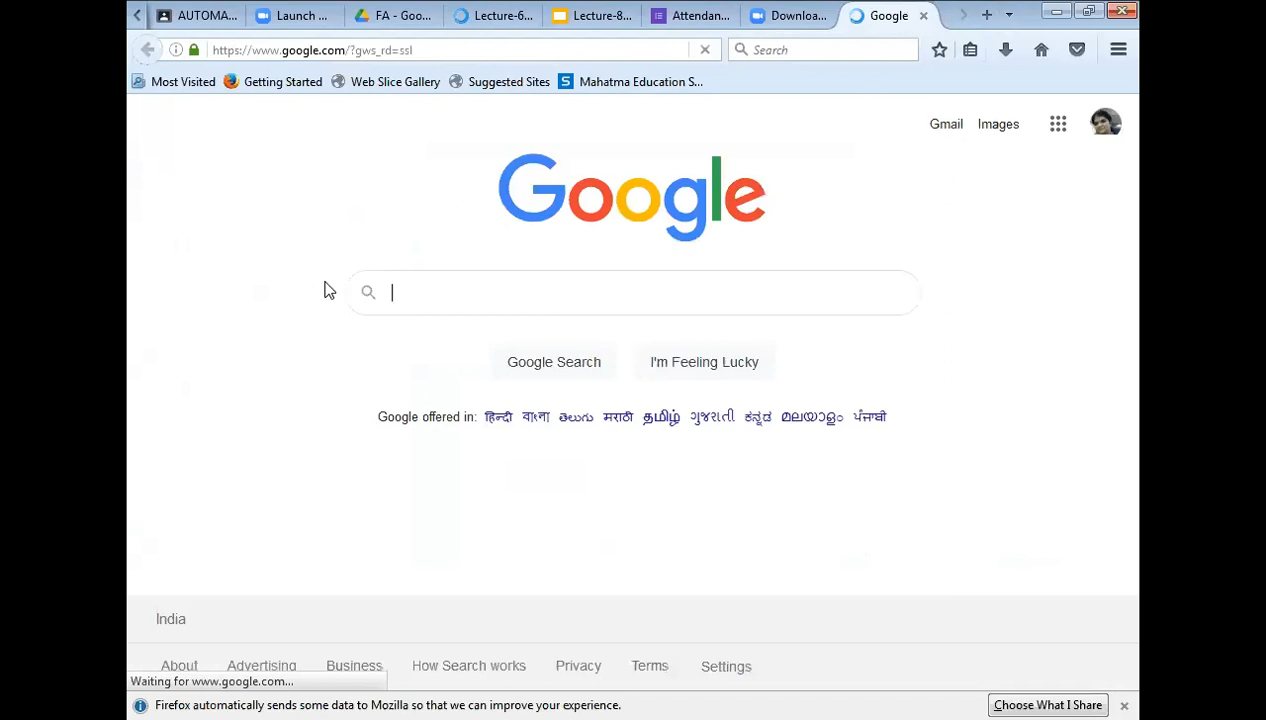 AUTOMA... Launch ... FA - Goo... Lecture-6... Lecture-8... Attendan... Downloa... Google
https://www.google.com/?gws_rd=ssl Search
Most Visited Getting Started Web Slice Gallery Suggested Sites Mahatma Education S...
Gmail Images
Google
Google Search I'm Feeling Lucky
Google offered in: हिन्दी বাংলা తెలుగు मराठी தமிழ் ગુજરાતી ಕನ್ನಡ മലയാളം ਪੰਜਾਬੀ
India
About Advertising Business How Search works Privacy Terms Settings
Waiting for www.google.com...
Firefox automatically sends some data to Mozilla so that we can improve your experience. Choose What I Share